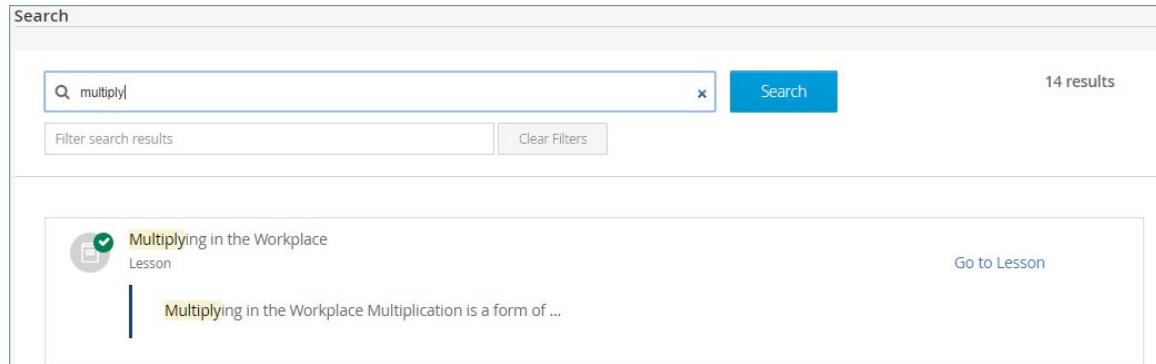 Search
multiply
Search
14 results
Filter search results
Clear Filters
Multiplying in the Workplace
Lesson
Go to Lesson
Multiplying in the Workplace Multiplication is a form of ...